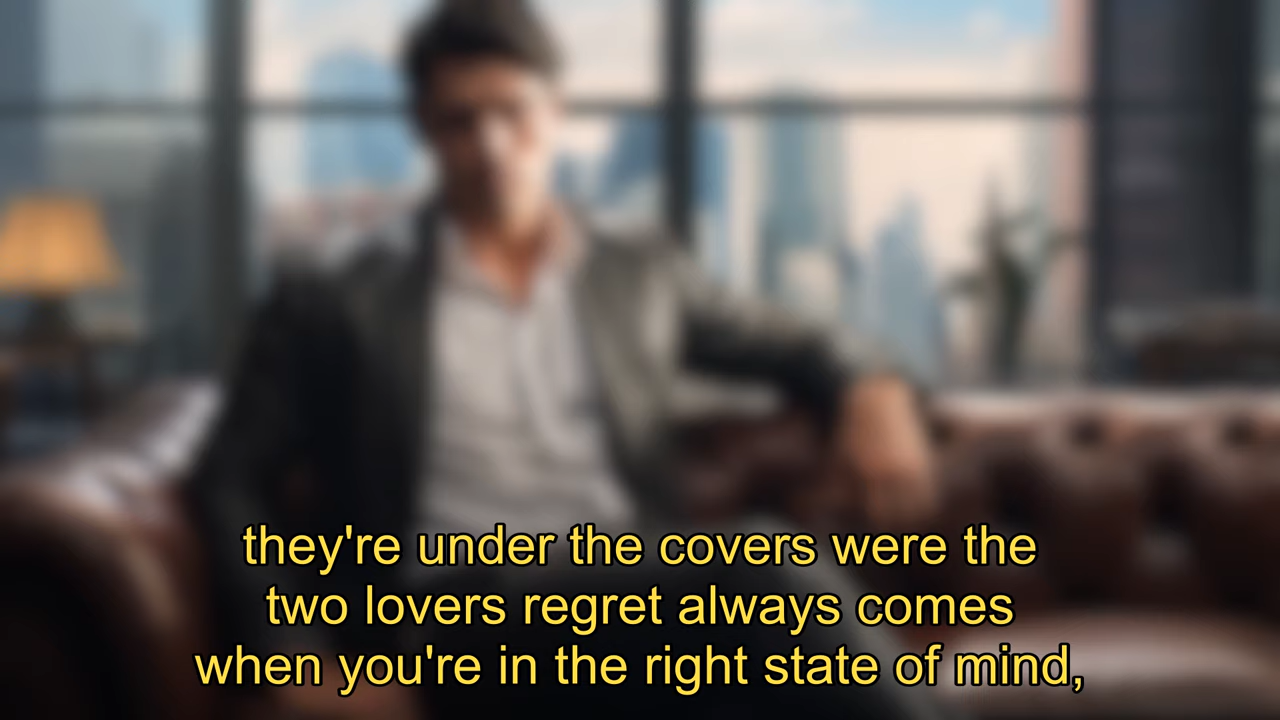 they're under the covers were the
two lovers regret always comes
when you're in the right state of mind,